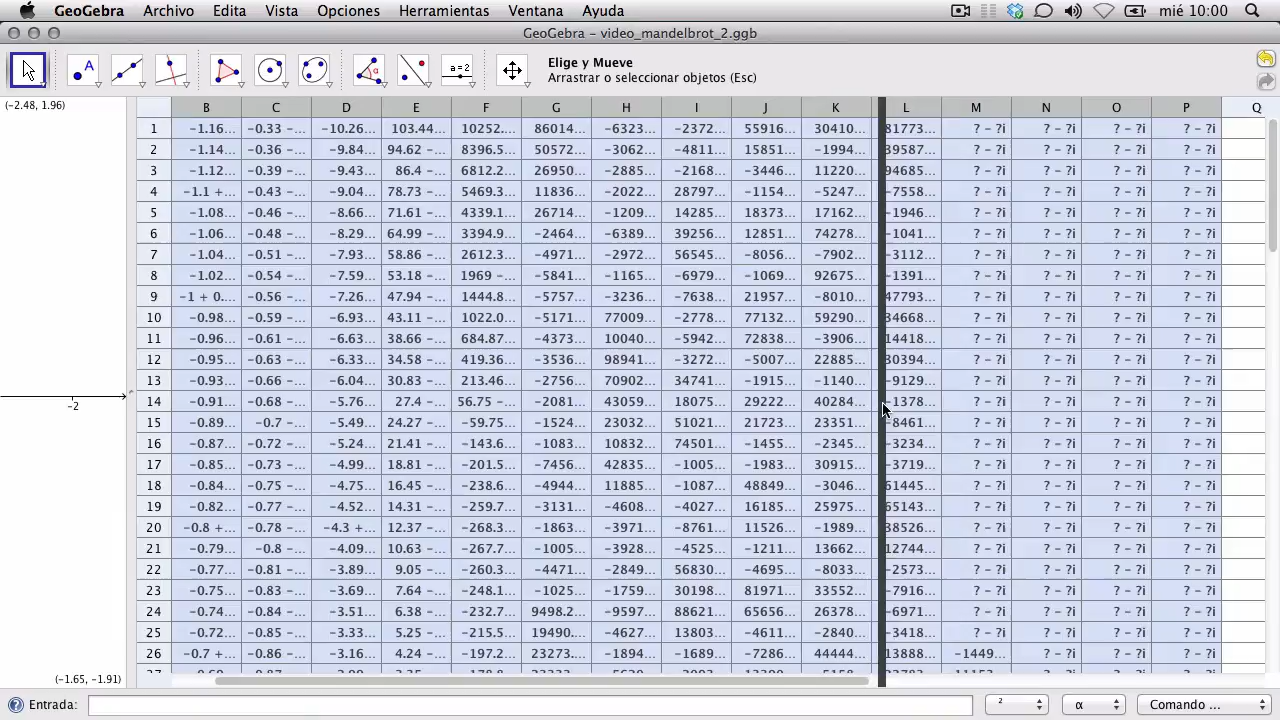 GeoGebra Archivo Edita Vista Opciones Herramientas Ventana Ayuda mié 10:00
GeoGebra – video_mandelbrot_2.ggb
A a=2 Elige y Mueve
Arrastrar o seleccionar objetos (Esc)
(−2.48, 1.96)
B C D E F G H I J K L M N O P Q
1 −1.16... −0.33 −... −10.26... 103.44... 10252.... 86014... −6323... −2372... 55916... 30410... 81773... ? − ?i ? − ?i ? − ?i ? − ?i
2 −1.14... −0.36 −... −9.84... 94.62 −... 8396.5... 50572... −3062... −4811... 15851... −1994... 39587... ? − ?i ? − ?i ? − ?i ? − ?i
3 −1.12... −0.39 −... −9.43... 86.4 −... 6812.2... 26950... −2885... −2168... −3446... 11220... 94685... ? − ?i ? − ?i ? − ?i ? − ?i
4 −1.1 +... −0.43 −... −9.04... 78.73 −... 5469.3... 11836... −2022... 28797... −1154... −5247... −7558... ? − ?i ? − ?i ? − ?i ? − ?i
5 −1.08... −0.46 −... −8.66... 71.61 −... 4339.1... 26714... −1209... 14285... 18373... 17162... −1946... ? − ?i ? − ?i ? − ?i ? − ?i
6 −1.06... −0.48 −... −8.29... 64.99 −... 3394.9... −2464... −6389... 39256... 12851... 74278... −1041... ? − ?i ? − ?i ? − ?i ? − ?i
7 −1.04... −0.51 −... −7.93... 58.86 −... 2612.3... −4971... −2972... 56545... −8056... −7902... −3112... ? − ?i ? − ?i ? − ?i ? − ?i
8 −1.02... −0.54 −... −7.59... 53.18 −... 1969 −... −5841... −1165... −6979... −1069... 92675... −1391... ? − ?i ? − ?i ? − ?i ? − ?i
9 −1 + 0.... −0.56 −... −7.26... 47.94 −... 1444.8... −5757... −3236... −7638... 21957... −8010... 47793... ? − ?i ? − ?i ? − ?i ? − ?i
10 −0.98... −0.59 −... −6.93... 43.11 −... 1022.0... −5171... 77009... −2778... 77132... 59290... 34668... ? − ?i ? − ?i ? − ?i ? − ?i
11 −0.96... −0.61 −... −6.63... 38.66 −... 684.87... −4373... 10040... −5942... 72838... −3906... 14418... ? − ?i ? − ?i ? − ?i ? − ?i
12 −0.95... −0.63 −... −6.33... 34.58 −... 419.36... −3536... 98941... −3272... −5007... 22885... 30394... ? − ?i ? − ?i ? − ?i ? − ?i
13 −0.93... −0.66 −... −6.04... 30.83 −... 213.46... −2756... 70902... 34741... −1915... −1140... −9129... ? − ?i ? − ?i ? − ?i ? − ?i
14 −0.91... −0.68 −... −5.76... 27.4 −... 56.75 −... −2081... 43059... 18075... 29222... 40284... −1378... ? − ?i ? − ?i ? − ?i ? − ?i
−2
15 −0.89... −0.7 −... −5.49... 24.27 −... −59.75... −1524... 23032... 51021... 21723... 23351... −8461... ? − ?i ? − ?i ? − ?i ? − ?i
16 −0.87... −0.72 −... −5.24... 21.41 −... −143.6... −1083... 10832... 74501... −1455... −2345... −3234... ? − ?i ? − ?i ? − ?i ? − ?i
17 −0.85... −0.73 −... −4.99... 18.81 −... −201.5... −7456... 42835... −1005... −1983... 30915... −3719... ? − ?i ? − ?i ? − ?i ? − ?i
18 −0.84... −0.75 −... −4.75... 16.45 −... −238.6... −4944... 11885... −1087... 48849... −3046... 61445... ? − ?i ? − ?i ? − ?i ? − ?i
19 −0.82... −0.77 −... −4.52... 14.31 −... −259.7... −3131... −4608... −4027... 16185... 25975... 65143... ? − ?i ? − ?i ? − ?i ? − ?i
20 −0.8 +... −0.78 −... −4.3 +... 12.37 −... −268.3... −1863... −3971... −8761... 11526... −1989... 38526... ? − ?i ? − ?i ? − ?i ? − ?i
21 −0.79... −0.8 −... −4.09... 10.63 −... −267.7... −1005... −3928... −4525... −1211... 13662... 12744... ? − ?i ? − ?i ? − ?i ? − ?i
22 −0.77... −0.81 −... −3.89... 9.05 −... −260.3... −4471... −2849... 56830... −4695... −8033... −2573... ? − ?i ? − ?i ? − ?i ? − ?i
23 −0.75... −0.83 −... −3.69... 7.64 −... −248.1... −1025... −1759... 30198... 81971... 33552... −7916... ? − ?i ? − ?i ? − ?i ? − ?i
24 −0.74... −0.84 −... −3.51... 6.38 −... −232.7... 9498.2... −9597... 88621... 65656... 26378... −6971... ? − ?i ? − ?i ? − ?i ? − ?i
25 −0.72... −0.85 −... −3.33... 5.25 −... −215.5... 19490.... −4627... 13803... −4611... −2840... −3418... ? − ?i ? − ?i ? − ?i ? − ?i
26 −0.7 +... −0.86 −... −3.16... 4.24 −... −197.2... 23273.... −1894... −1689... −7286... 44444... 13888... −1449... ? − ?i ? − ?i ? − ?i
(−1.65, −1.91)
Entrada: ² α Comando ...